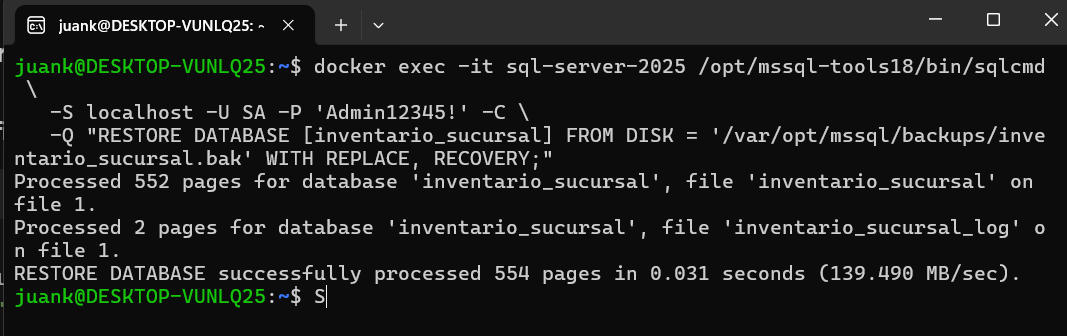 juank@DESKTOP-VUNLQ25: ~
juank@DESKTOP-VUNLQ25:~$ docker exec -it sql-server-2025 /opt/mssql-tools18/bin/sqlcmd
\
-S localhost -U SA -P 'Admin12345!' -C \
-Q "RESTORE DATABASE [inventario_sucursal] FROM DISK = '/var/opt/mssql/backups/inve
ntario_sucursal.bak' WITH REPLACE, RECOVERY;"
Processed 552 pages for database 'inventario_sucursal', file 'inventario_sucursal' on
file 1.
Processed 2 pages for database 'inventario_sucursal', file 'inventario_sucursal_log' o
n file 1.
RESTORE DATABASE successfully processed 554 pages in 0.031 seconds (139.490 MB/sec).
juank@DESKTOP-VUNLQ25:~$ S